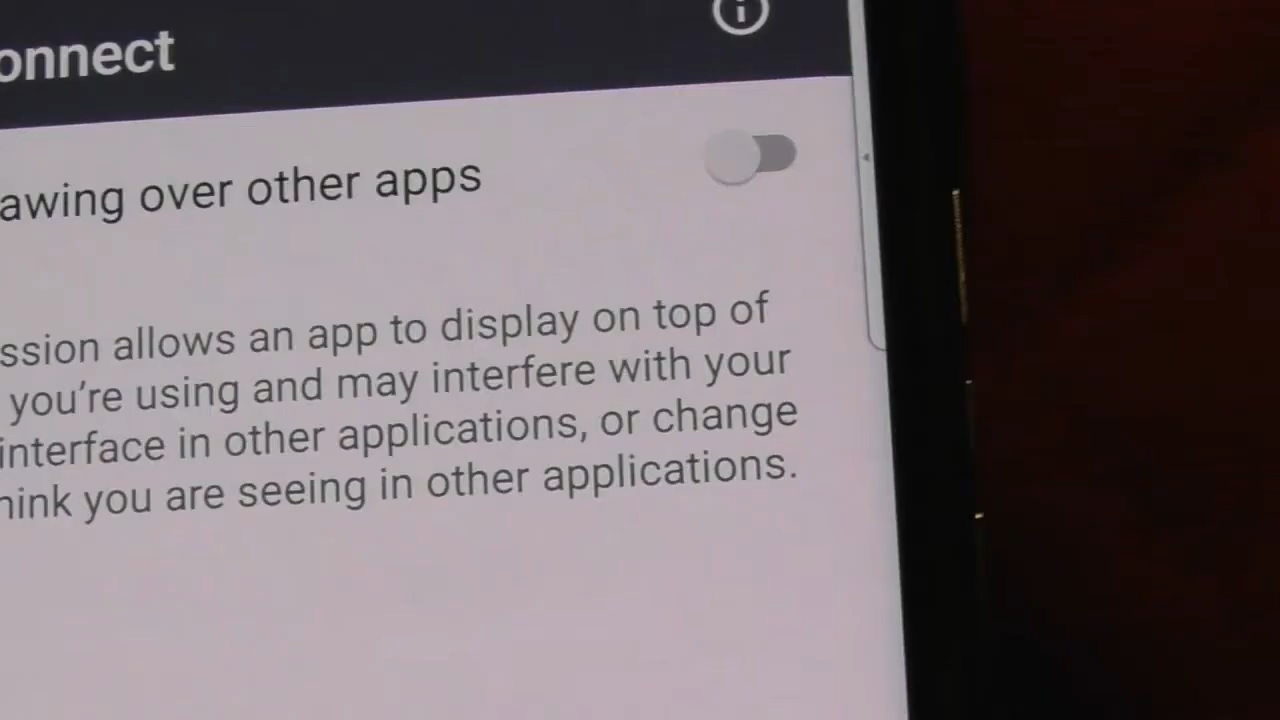 onnect
awing over other apps
ssion allows an app to display on top of
you’re using and may interfere with your
interface in other applications, or change
hink you are seeing in other applications.